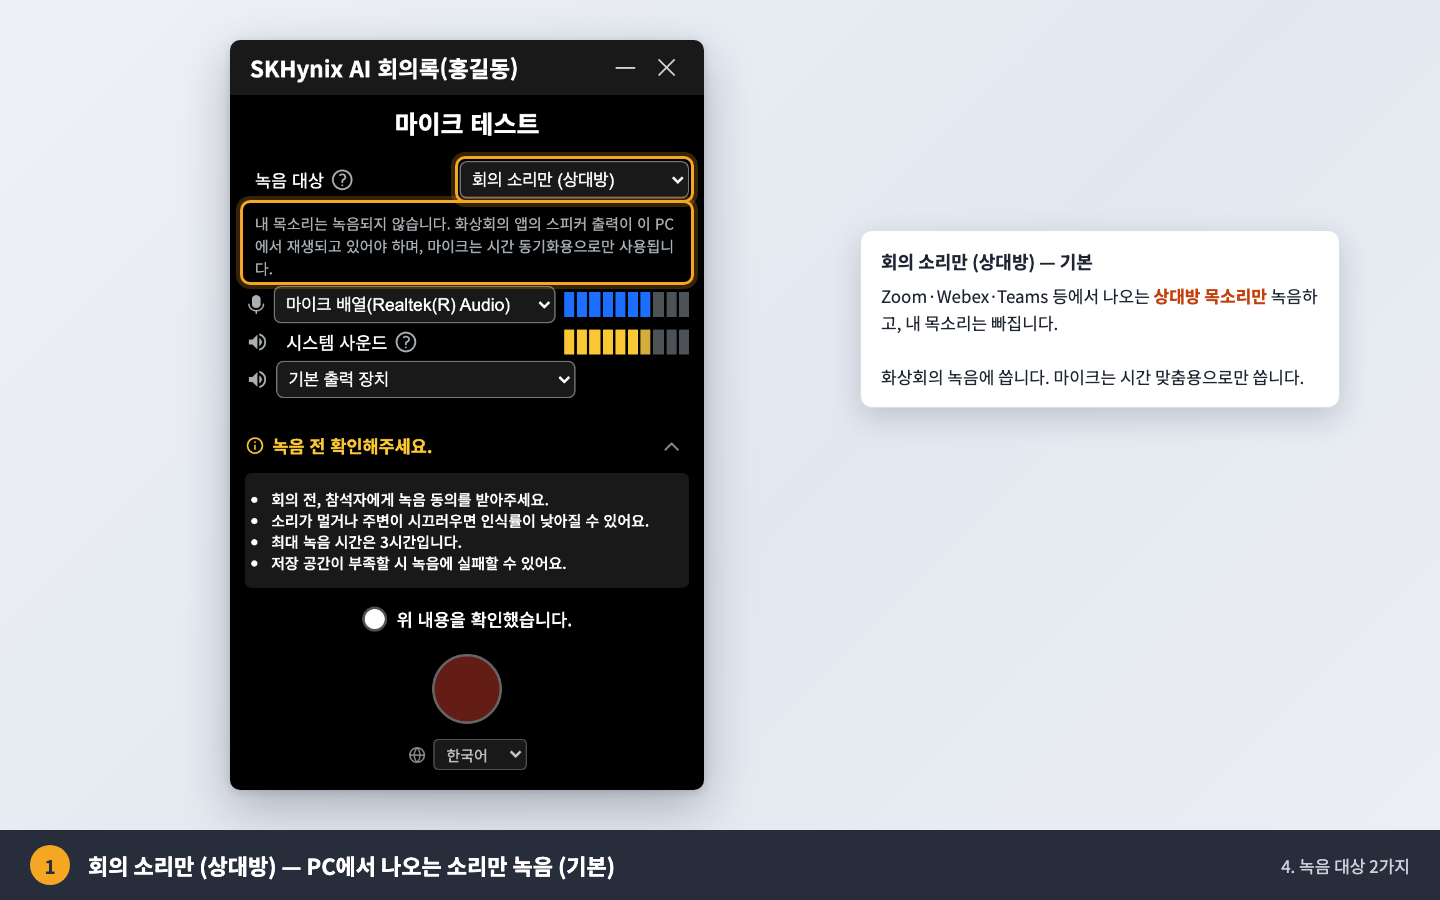 SKHynix AI 회의록(홍길동)
마이크 테스트
녹음 대상
회의 소리만 (상대방)
내 목소리는 녹음되지 않습니다. 화상회의 앱의 스피커 출력이 이 PC
에서 재생되고 있어야 하며, 마이크는 시간 동기화용으로만 사용됩니
다.
마이크 배열(Realtek(R) Audio)
시스템 사운드
기본 출력 장치
녹음 전 확인해주세요.
• 회의 전, 참석자에게 녹음 동의를 받아주세요.
• 소리가 멀거나 주변이 시끄러우면 인식률이 낮아질 수 있어요.
• 최대 녹음 시간은 3시간입니다.
• 저장 공간이 부족할 시 녹음에 실패할 수 있어요.
위 내용을 확인했습니다.
한국어
회의 소리만 (상대방) — 기본
Zoom·Webex·Teams 등에서 나오는 상대방 목소리만 녹음하
고, 내 목소리는 빠집니다.
화상회의 녹음에 씁니다. 마이크는 시간 맞춤용으로만 씁니다.
1 회의 소리만 (상대방) — PC에서 나오는 소리만 녹음 (기본)
4. 녹음 대상 2가지